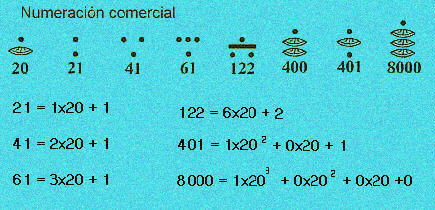 Numeración comercial
20 21 41 61 122 400 401 8000
21 = 1x20 + 1
122 = 6x20 + 2
41 = 2x20 + 1
401 = 1x20² + 0x20 + 1
61 = 3x20 + 1
8000 = 1x20³ + 0x20² + 0x20 +0